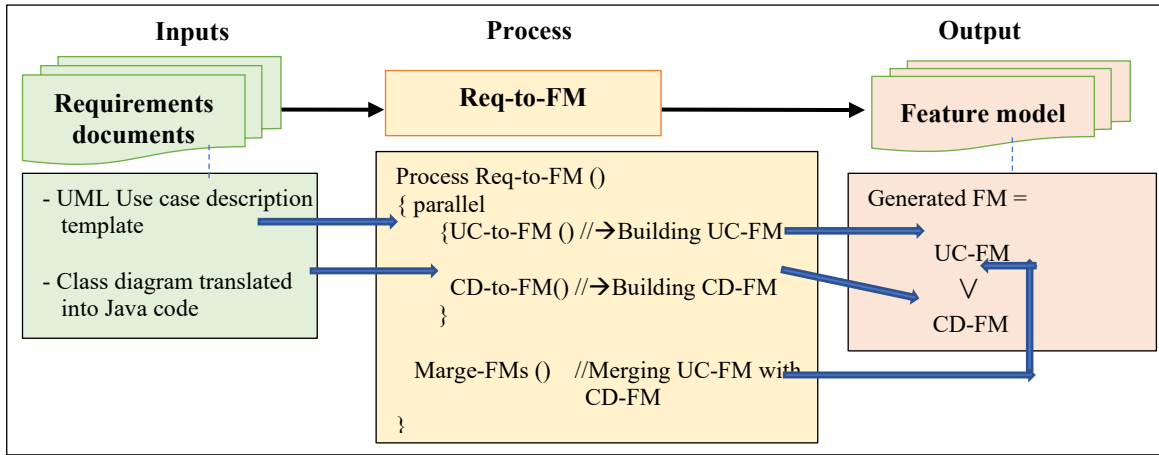 Inputs
Process
Output
Requirements
documents
Req-to-FM
Feature model
- UML Use case description
template
- Class diagram translated
into Java code
Process Req-to-FM ()
{ parallel
{UC-to-FM () //→Building UC-FM
CD-to-FM() //→Building CD-FM
}
Marge-FMs () //Merging UC-FM with
CD-FM
}
Generated FM =
UC-FM
∨
CD-FM